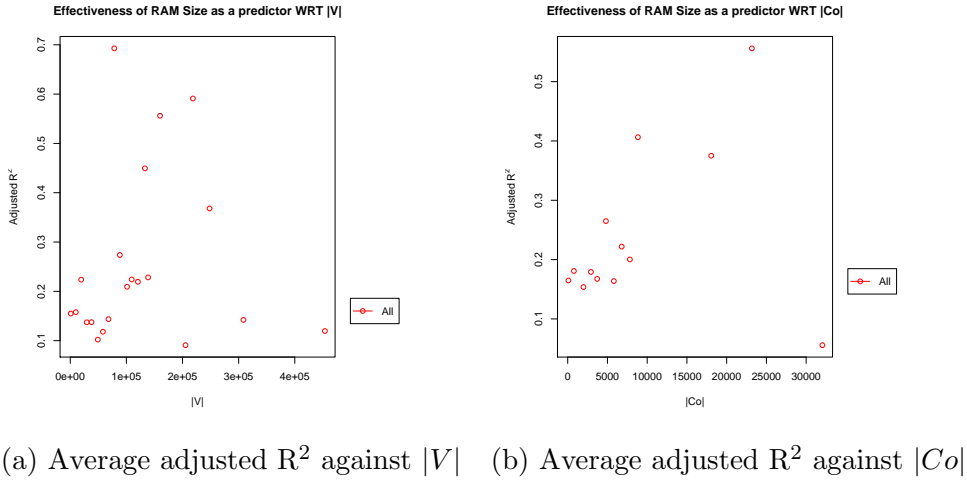 Effectiveness of RAM Size as a predictor WRT |V|
0.7
0.6
0.5
0.4
0.3
0.2
0.1
Adjusted R²
0e+00 1e+05 2e+05 3e+05 4e+05
|V|
All
Effectiveness of RAM Size as a predictor WRT |Co|
0.5
0.4
0.3
0.2
0.1
Adjusted R²
0 5000 10000 15000 20000 25000 30000
|Co|
All
(a) Average adjusted R² against |V|
(b) Average adjusted R² against |Co|